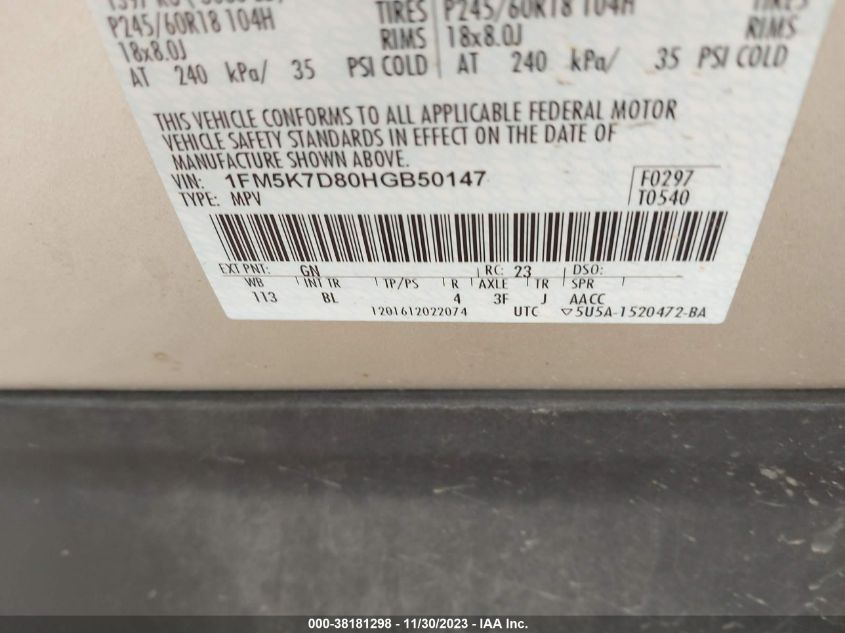 P245/60R18 104H TIRES P245/60R18 104H
18x8.0J RIMS 18x8.0J RIMS
AT 240 kPa/ 35 PSI COLD AT 240 kPa/ 35 PSI COLD
THIS VEHICLE CONFORMS TO ALL APPLICABLE FEDERAL MOTOR
VEHICLE SAFETY STANDARDS IN EFFECT ON THE DATE OF
MANUFACTURE SHOWN ABOVE.
VIN: 1FM5K7D80HGB50147 F0297
TYPE: MPV T0540
EXT PNT: GN RC: 23 DSO:
WB INT TR TP/PS R AXLE TR SPR
113 BL 4 3F J AACC
1201612022074 UTC ▽5U5A-1520472-BA
000-38181298 - 11/30/2023 - IAA Inc.